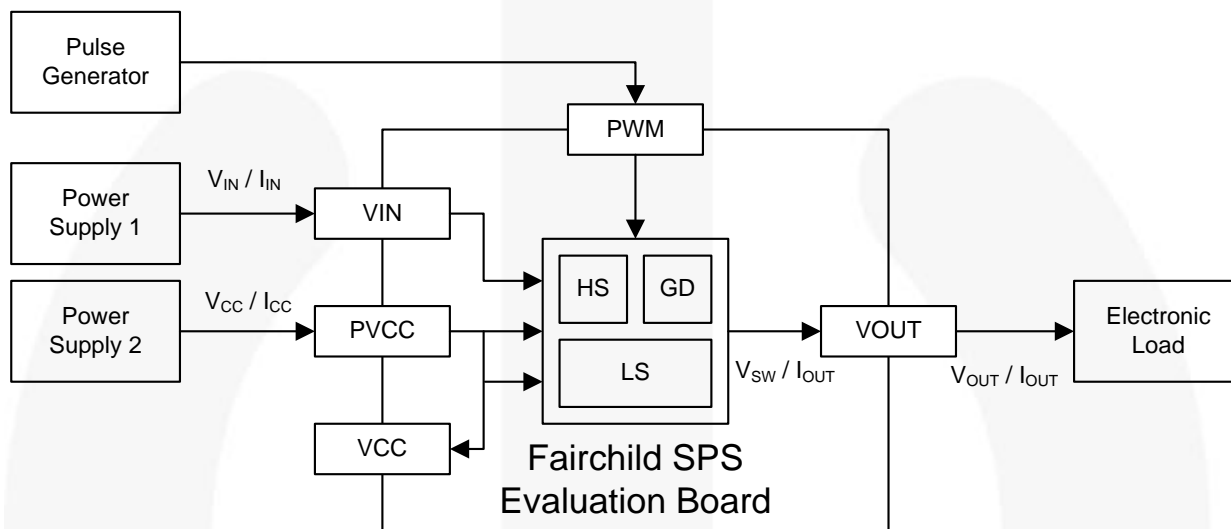 Pulse
Generator
PWM
Power
Supply 1
V_IN / I_IN
VIN
HS
GD
Power
Supply 2
V_CC / I_CC
PVCC
LS
V_SW / I_OUT
VOUT
V_OUT / I_OUT
Electronic
Load
VCC
Fairchild SPS
Evaluation Board